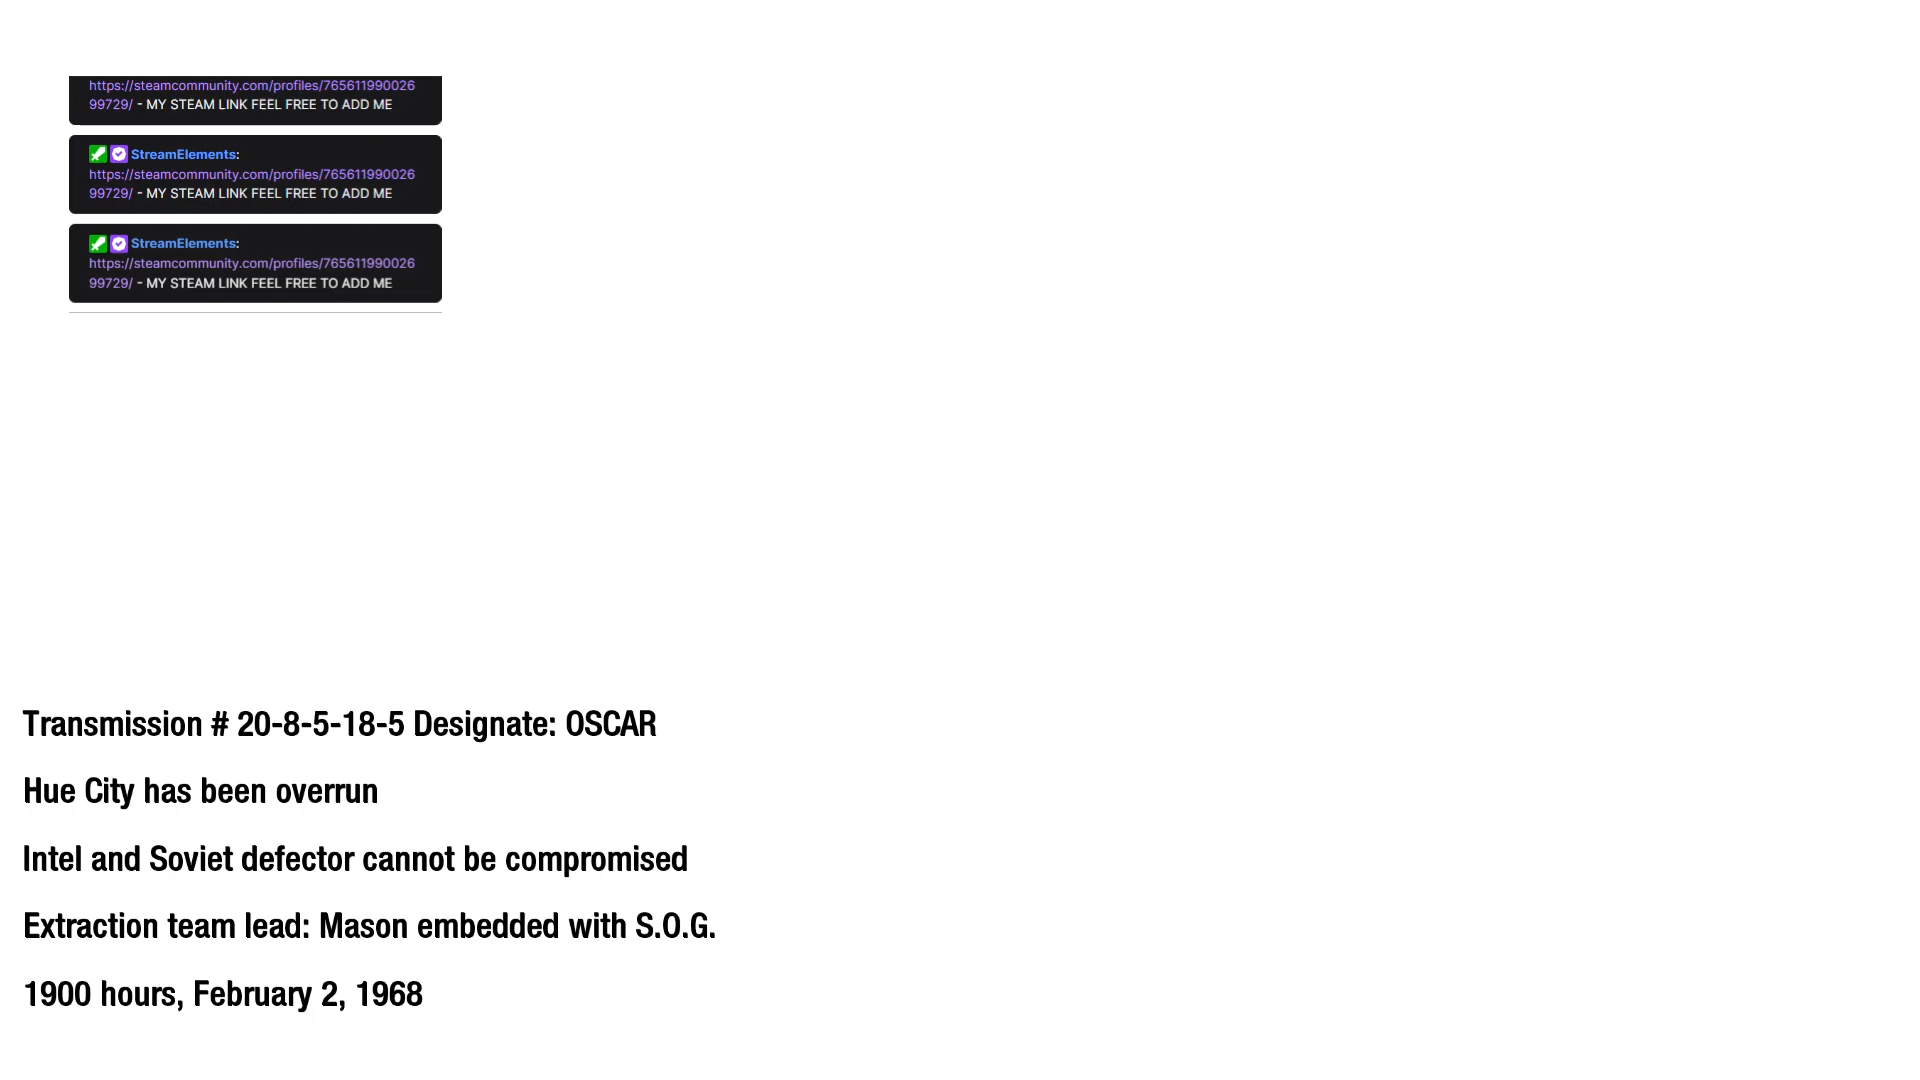 https://steamcommunity.com/profiles/765611990026
99729/ - MY STEAM LINK FEEL FREE TO ADD ME
StreamElements:
https://steamcommunity.com/profiles/765611990026
99729/ - MY STEAM LINK FEEL FREE TO ADD ME
StreamElements:
https://steamcommunity.com/profiles/765611990026
99729/ - MY STEAM LINK FEEL FREE TO ADD ME
Transmission # 20-8-5-18-5 Designate: OSCAR
Hue City has been overrun
Intel and Soviet defector cannot be compromised
Extraction team lead: Mason embedded with S.O.G.
1900 hours, February 2, 1968